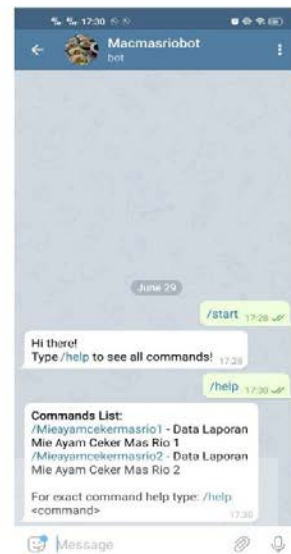 17:30
Macmasriobot
bot
June 29
/start 17:28
Hi there!
Type /help to see all commands! 17:28
/help 17:30
Commands List:
/Mieayamcekermasrio1 - Data Laporan
Mie Ayam Ceker Mas Rio 1
/Mieayamcekermasrio2 - Data Laporan
Mie Ayam Ceker Mas Rio 2
For exact command help type: /help
<command> 17:30
Message